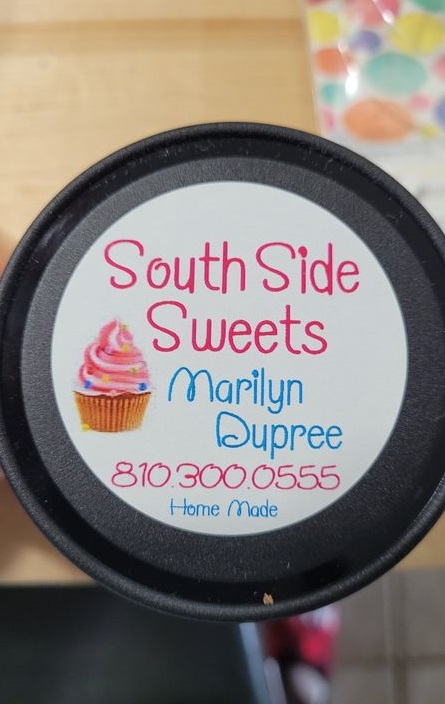 South Side
Sweets
Marilyn
Dupree
810.300.0555
Home Made